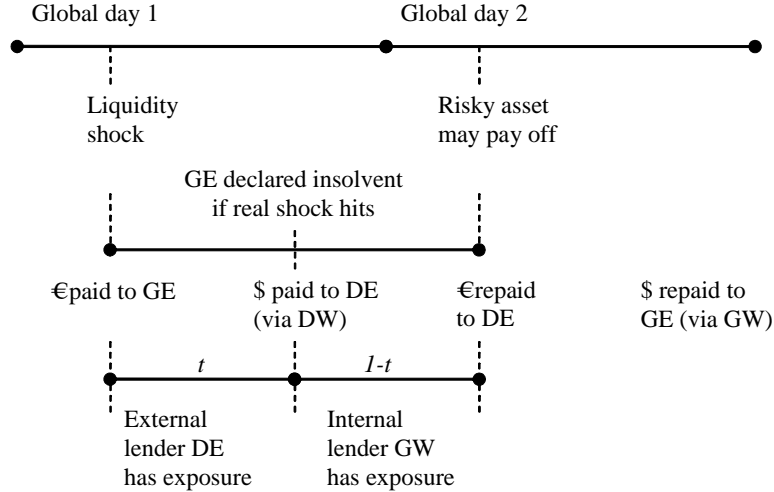 Global day 1
Global day 2
Liquidity
shock
Risky asset
may pay off
GE declared insolvent
if real shock hits
€paid to GE
$ paid to DE
(via DW)
€repaid
to DE
$ repaid to
GE (via GW)
t
1-t
External
lender DE
has exposure
Internal
lender GW
has exposure